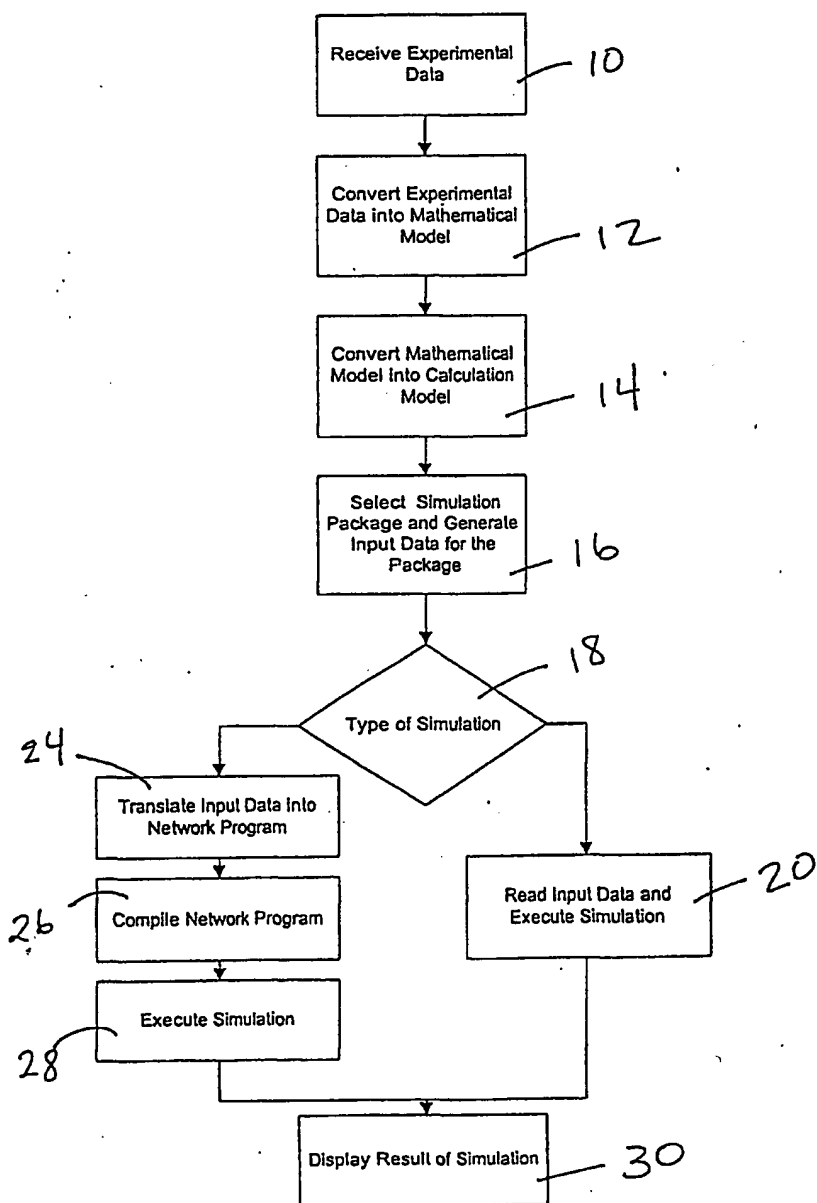 Receive Experimental
Data
10
Convert Experimental
Data into Mathematical
Model
12
Convert Mathematical
Model into Calculation
Model
14
Select Simulation
Package and Generate
Input Data for the
Package
16
Type of Simulation
18
24
Translate Input Data into
Network Program
26
Compile Network Program
28
Execute Simulation
Read Input Data and
Execute Simulation
20
Display Result of Simulation
30